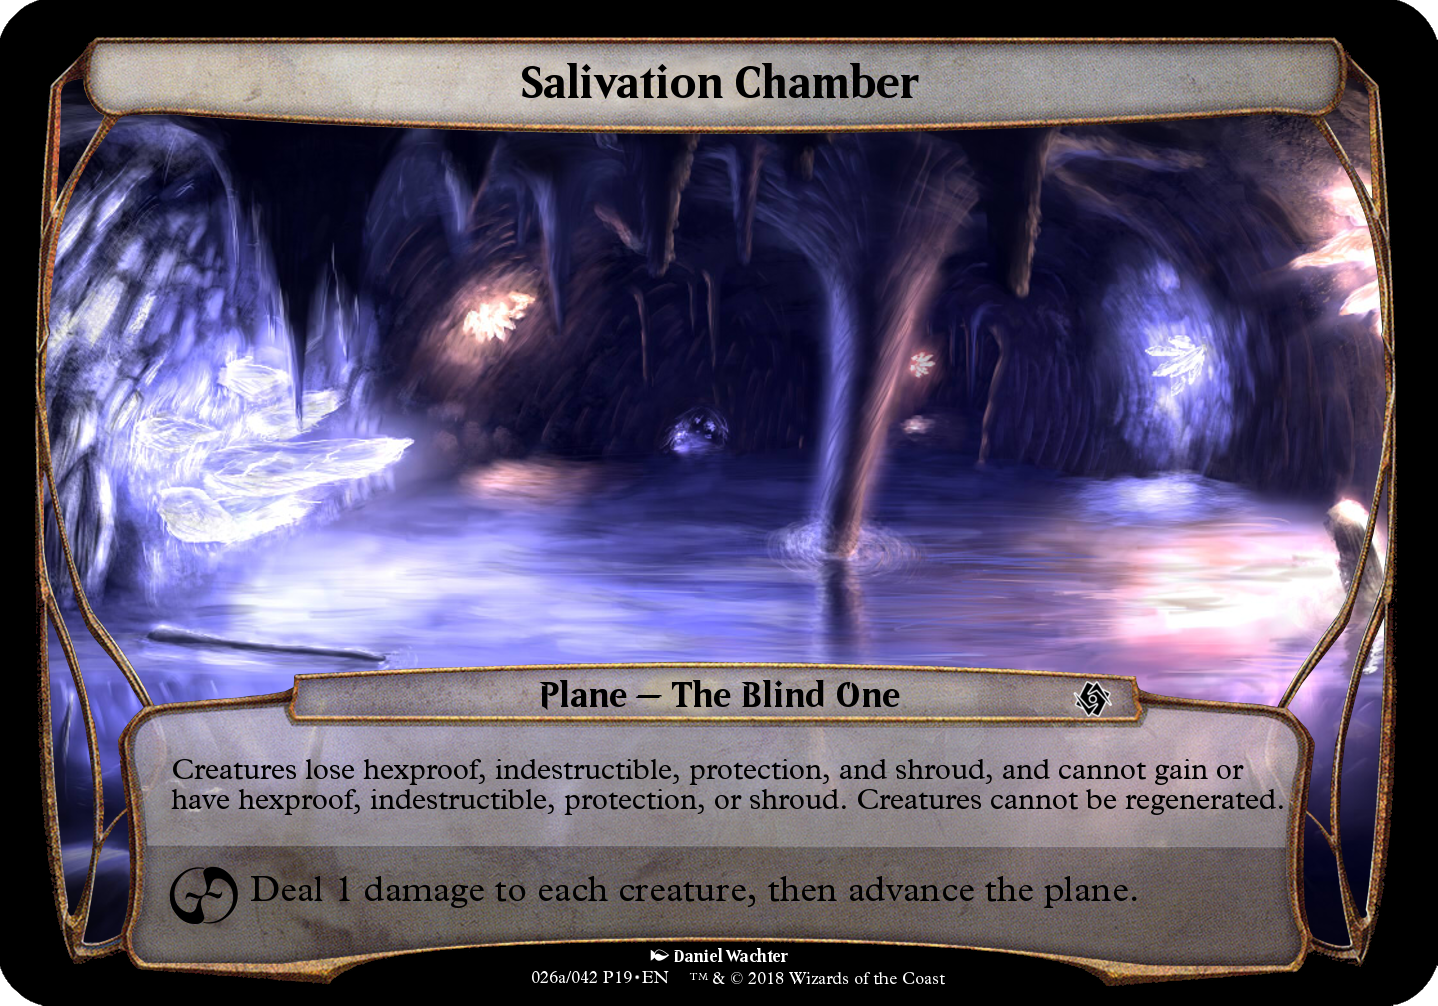 Salivation Chamber
Plane — The Blind One
Creatures lose hexproof, indestructible, protection, and shroud, and cannot gain or
have hexproof, indestructible, protection, or shroud. Creatures cannot be regenerated.
Deal 1 damage to each creature, then advance the plane.
Daniel Wachter
026a/042 P19•EN ™ & © 2018 Wizards of the Coast